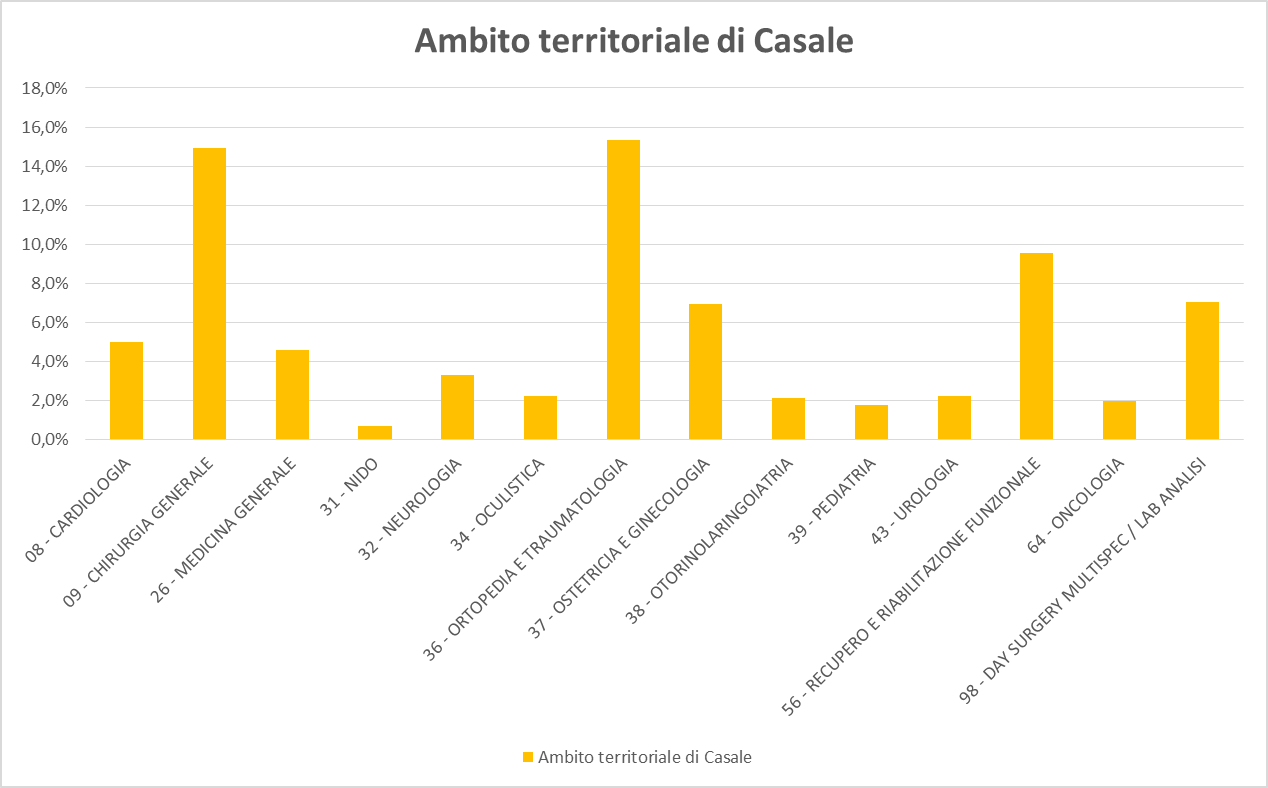 Ambito territoriale di Casale
18,0%
16,0%
14,0%
12,0%
10,0%
8,0%
6,0%
4,0%
2,0%
0,0%
08 - CARDIOLOGIA
09 - CHIRURGIA GENERALE
26 - MEDICINA GENERALE
31 - NIDO
32 - NEUROLOGIA
34 - OCULISTICA
36 - ORTOPEDIA E TRAUMATOLOGIA
37 - OSTETRICIA E GINECOLOGIA
38 - OTORINOLARINGOIATRIA
39 - PEDIATRIA
43 - UROLOGIA
56 - RECUPERO E RIABILITAZIONE FUNZIONALE
64 - ONCOLOGIA
98 - DAY SURGERY MULTISPEC / LAB ANALISI
Ambito territoriale di Casale